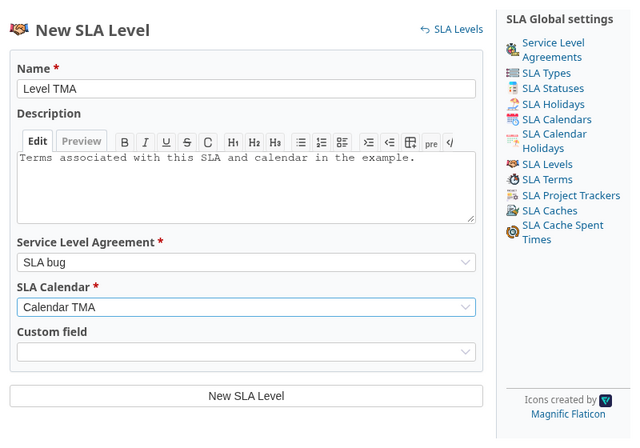 New SLA Level
SLA Levels
Name *
Level TMA
Description
Edit Preview B I U S C H1 H2 H3 pre
Terms associated with this SLA and calendar in the example.
Service Level Agreement *
SLA bug
SLA Calendar *
Calendar TMA
Custom field
New SLA Level
SLA Global settings
Service Level
Agreements
SLA Types
SLA Statuses
SLA Holidays
SLA Calendars
SLA Calendar
Holidays
SLA Levels
SLA Terms
SLA Project Trackers
SLA Caches
SLA Cache Spent
Times
Icons created by
Magnific Flaticon